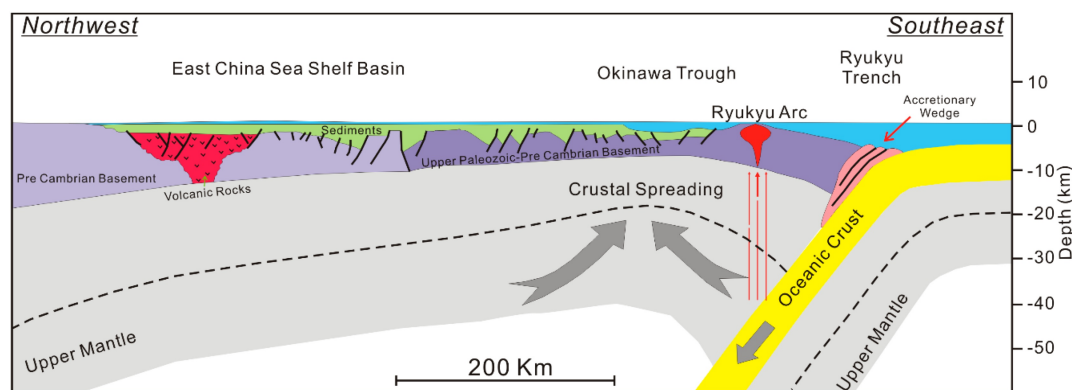 Northwest
Southeast
East China Sea Shelf Basin
Okinawa Trough
Ryukyu
Trench
Ryukyu Arc
Accretionary
Wedge
Sediments
Upper Paleozoic-Pre Cambrian Basement
Pre Cambrian Basement
Volcanic Rocks
Crustal Spreading
Oceanic Crust
Upper Mantle
Upper Mantle
200 Km
10
0
-10
-20
-30
-40
-50
Depth (km)